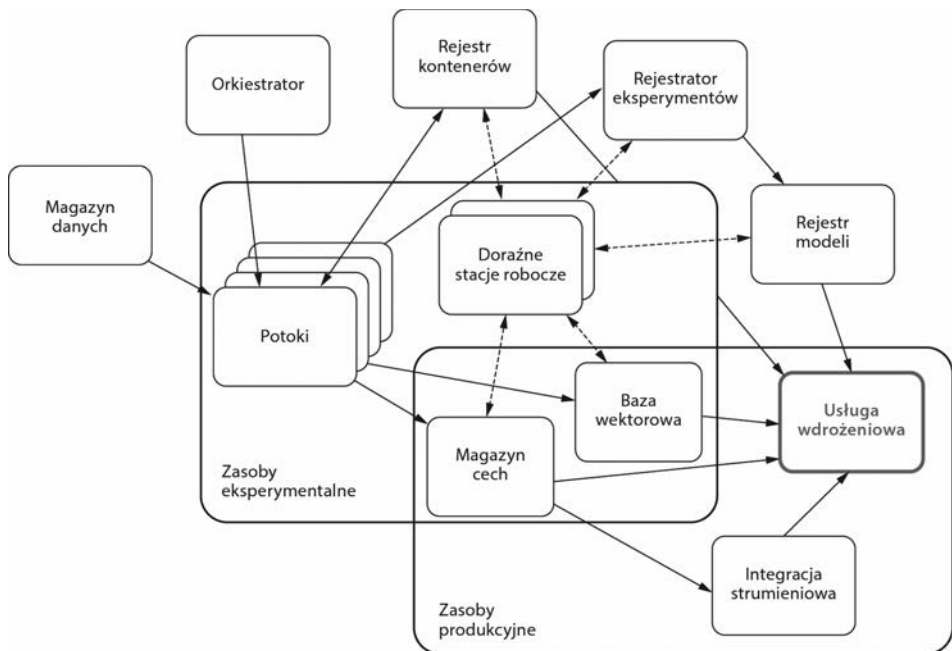 Rejestr
kontenerów
Orkiestrator
Rejestrator
eksperymentów
Magazyn
danych
Rejestr
modeli
Doraźne
stacje robocze
Potoki
Baza
wektorowa
Usługa
wdrożeniowa
Magazyn
cech
Zasoby
eksperymentalne
Integracja
strumieniowa
Zasoby
produkcyjne